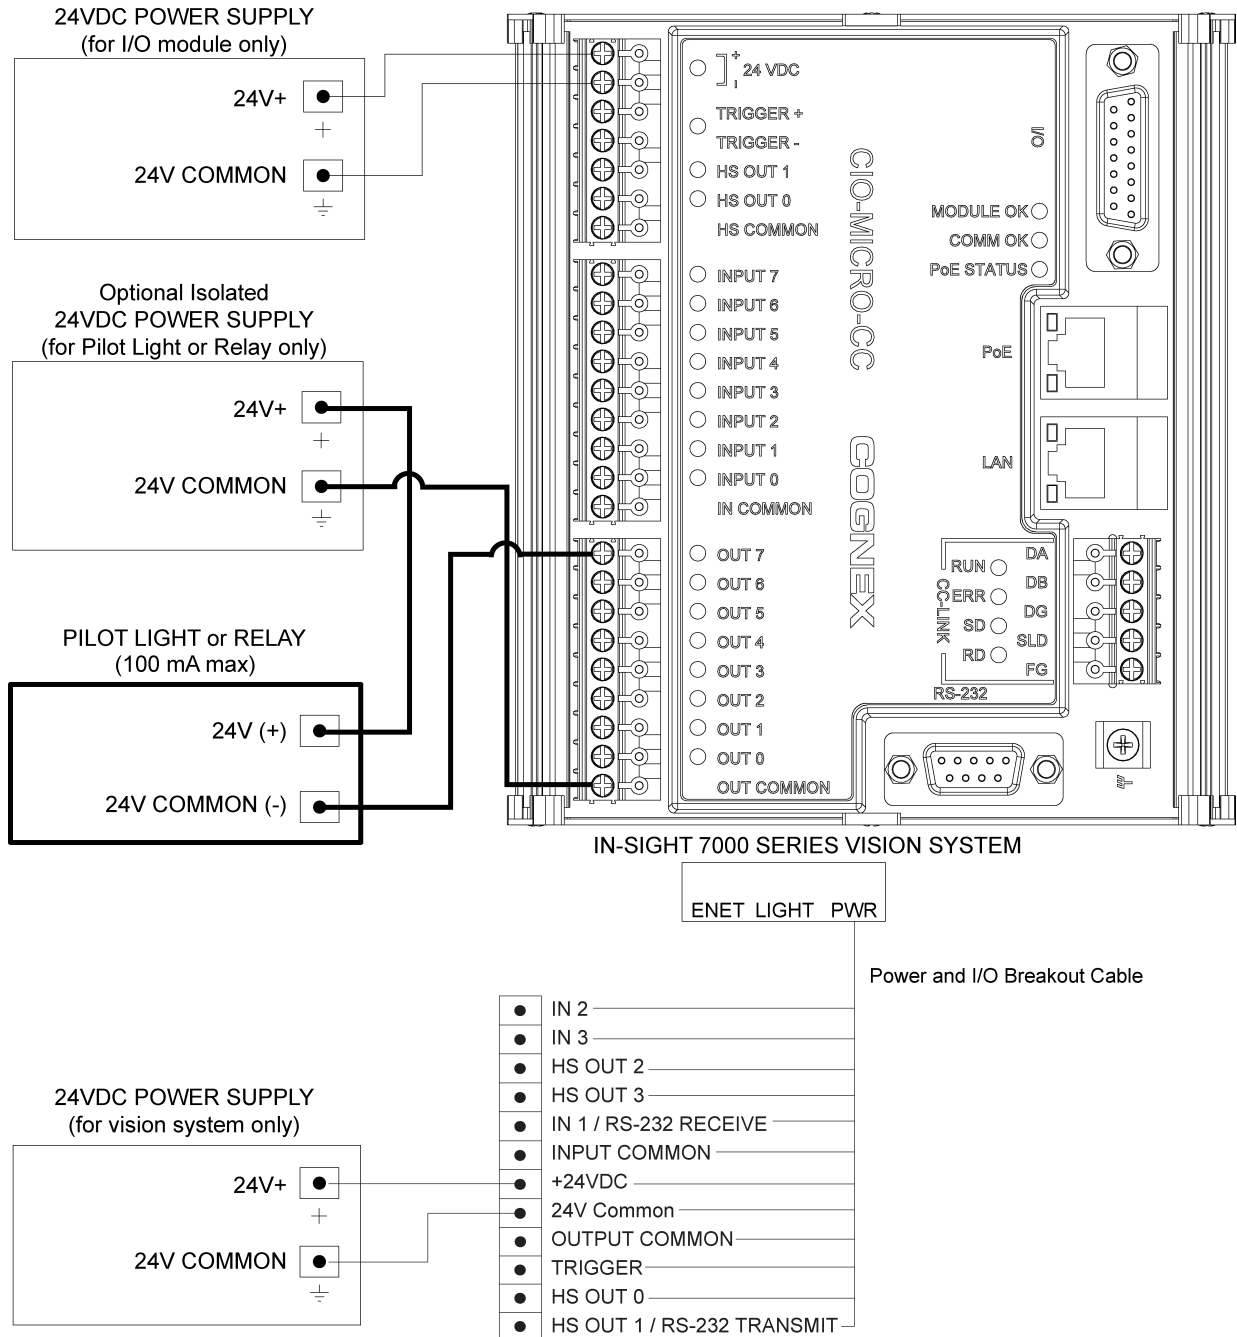 24VDC POWER SUPPLY
(for I/O module only)
24V+
+
24V COMMON
Optional Isolated
24VDC POWER SUPPLY
(for Pilot Light or Relay only)
24V+
+
24V COMMON
PILOT LIGHT or RELAY
(100 mA max)
24V (+)
24V COMMON (-)
+
24 VDC
-
TRIGGER +
TRIGGER -
HS OUT 1
HS OUT 0
HS COMMON
INPUT 7
INPUT 6
INPUT 5
INPUT 4
INPUT 3
INPUT 2
INPUT 1
INPUT 0
IN COMMON
OUT 7
OUT 6
OUT 5
OUT 4
OUT 3
OUT 2
OUT 1
OUT 0
OUT COMMON
CIO-MICRO-CC
COGNEX
I/O
MODULE OK
COMM OK
PoE STATUS
PoE
LAN
CC-LINK
RUN
ERR
SD
RD
DA
DB
DG
SLD
FG
RS-232
IN-SIGHT 7000 SERIES VISION SYSTEM
ENET LIGHT PWR
Power and I/O Breakout Cable
IN 2
IN 3
HS OUT 2
HS OUT 3
IN 1 / RS-232 RECEIVE
INPUT COMMON
+24VDC
24V Common
OUTPUT COMMON
TRIGGER
HS OUT 0
HS OUT 1 / RS-232 TRANSMIT
24VDC POWER SUPPLY
(for vision system only)
24V+
+
24V COMMON